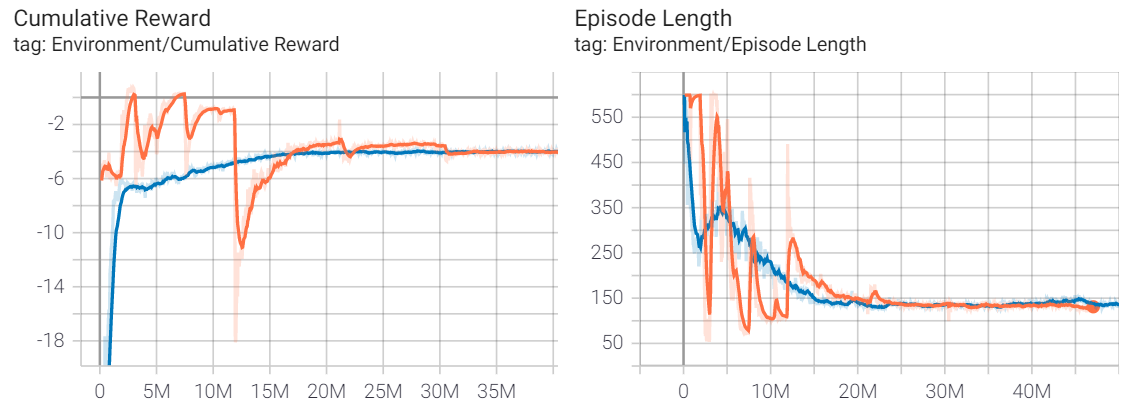 Cumulative Reward
tag: Environment/Cumulative Reward
-2
-6
-10
-14
-18
0 5M 10M 15M 20M 25M 30M 35M
Episode Length
tag: Environment/Episode Length
550
450
350
250
150
50
0 10M 20M 30M 40M